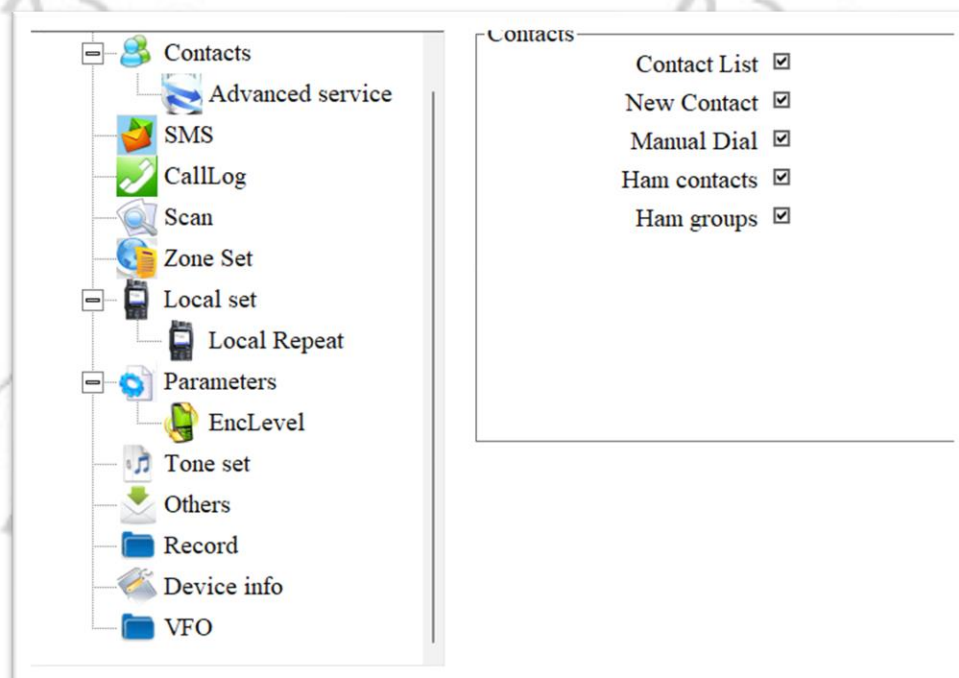 Contacts
Advanced service
SMS
CallLog
Scan
Zone Set
Local set
Local Repeat
Parameters
EncLevel
Tone set
Others
Record
Device info
VFO
Contacts
Contact List
New Contact
Manual Dial
Ham contacts
Ham groups